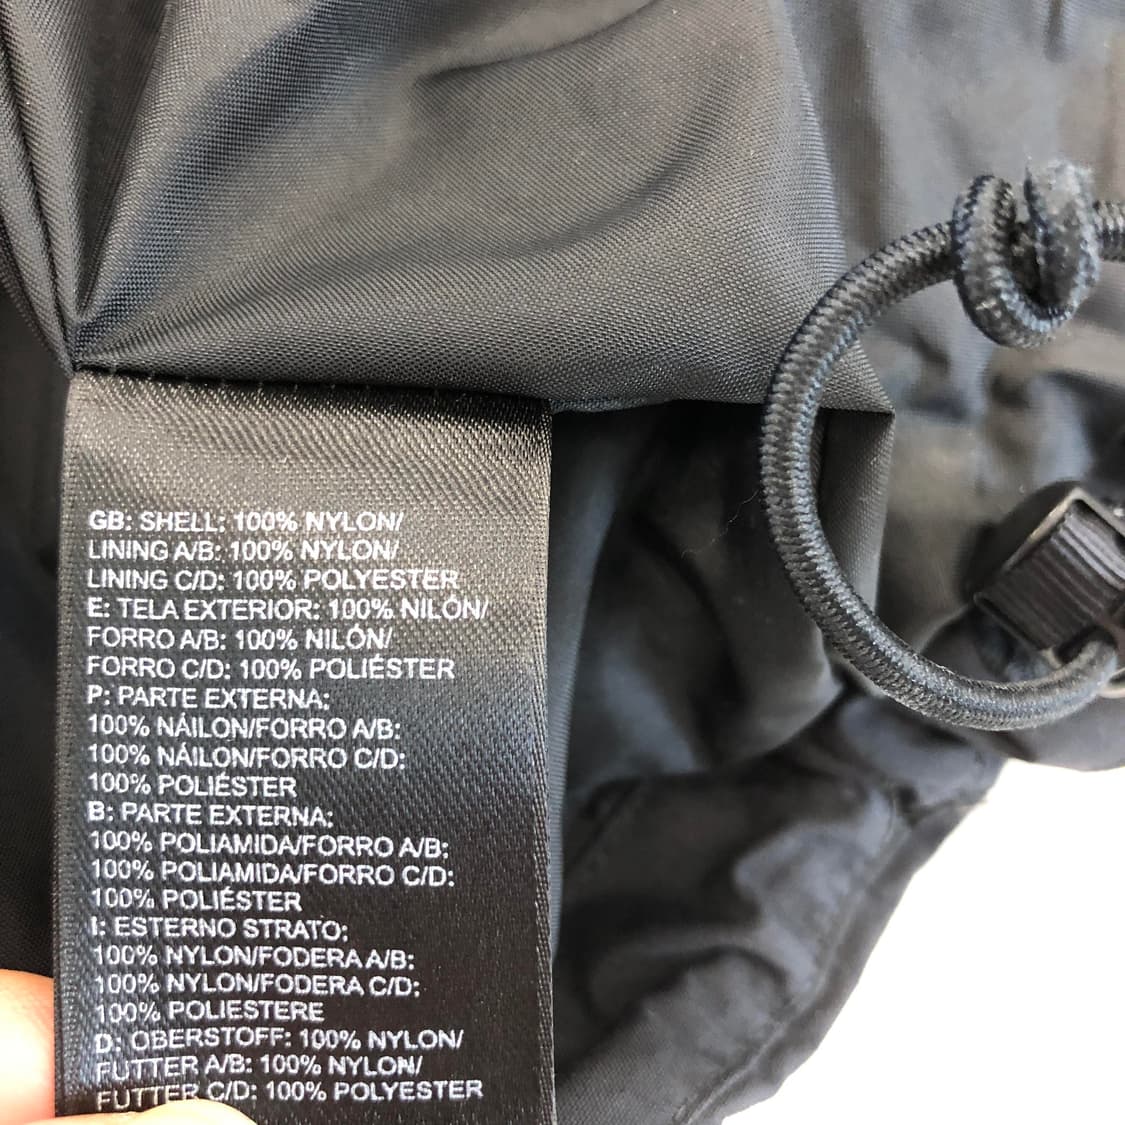 GB: SHELL: 100% NYLON/
LINING A/B: 100% NYLON/
LINING C/D: 100% POLYESTER
E: TELA EXTERIOR: 100% NILÓN/
FORRO A/B: 100% NILÓN/
FORRO C/D: 100% POLIÉSTER
P: PARTE EXTERNA:
100% NÁILON/FORRO A/B:
100% NÁILON/FORRO C/D:
100% POLIÉSTER
B: PARTE EXTERNA:
100% POLIAMIDA/FORRO A/B:
100% POLIAMIDA/FORRO C/D:
100% POLIÉSTER
I: ESTERNO STRATO:
100% NYLON/FODERA A/B:
100% NYLON/FODERA C/D:
100% POLIESTERE
D: OBERSTOFF: 100% NYLON/
FUTTER A/B: 100% NYLON/
FUTTER C/D: 100% POLYESTER